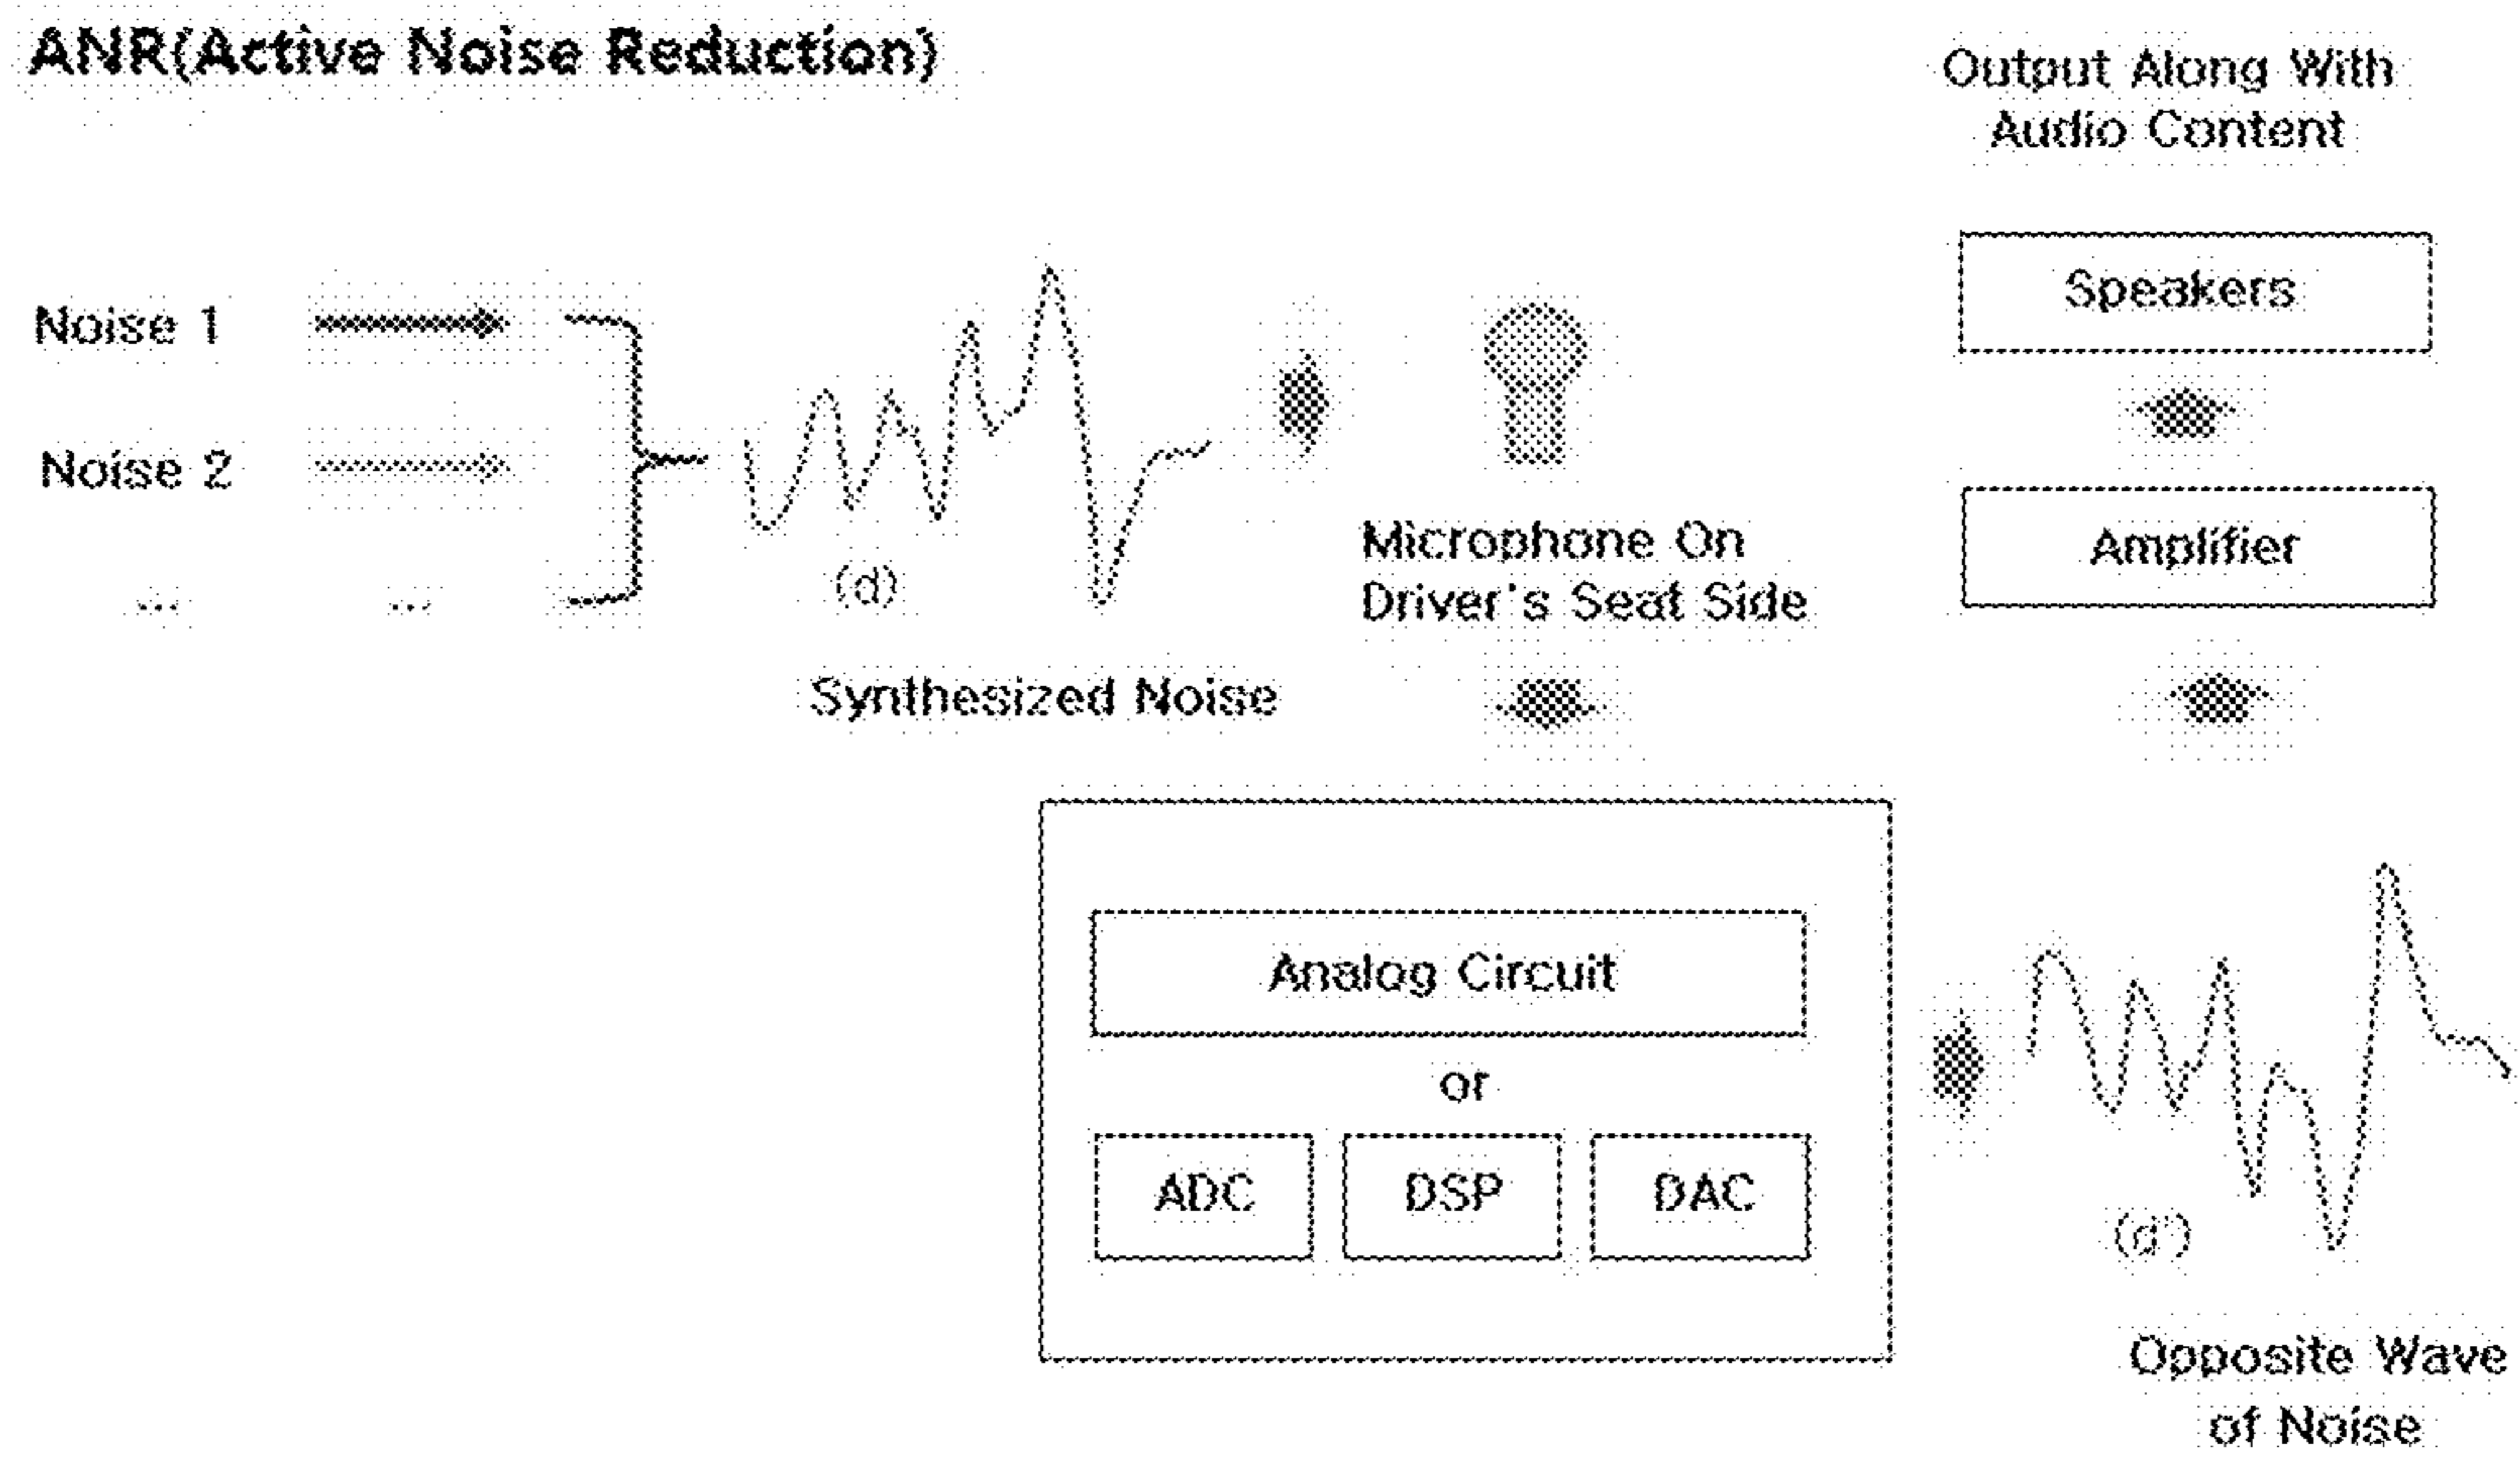 ANR(Active Noise Reduction)
Output Along With
Audio Content
Speakers
Noise 1
Noise 2
...
...
(d)
Microphone On
Driver's Seat Side
Amplifier
Synthesized Noise
Analog Circuit
or
ADC
DSP
DAC
(d')
Opposite Wave
of Noise